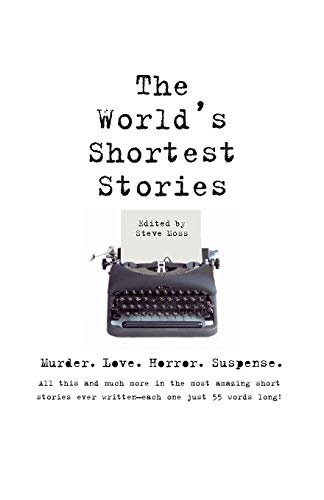 The
World's
Shortest
Stories
Edited by
Steve Moss
Murder. Love. Horror. Suspense.
All this and much more in the most amazing short
stories ever written—each one just 55 words long!